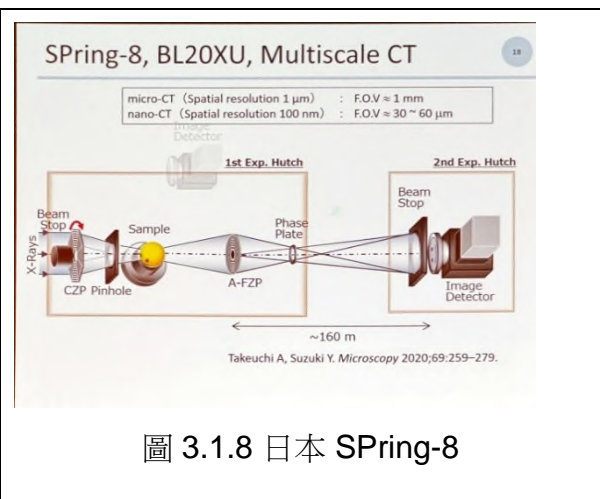 SPring-8, BL20XU, Multiscale CT
18
micro-CT (Spatial resolution 1 μm) : F.O.V ≈ 1 mm
nano-CT (Spatial resolution 100 nm) : F.O.V ≈ 30 ~ 60 μm
Image
Detector
1st Exp. Hutch
2nd Exp. Hutch
Beam
Stop
Sample
Phase
Plate
Beam
Stop
X-Rays
CZP Pinhole
A-FZP
Image
Detector
~160 m
Takeuchi A, Suzuki Y. Microscopy 2020;69:259–279.
圖 3.1.8 日本 SPring-8